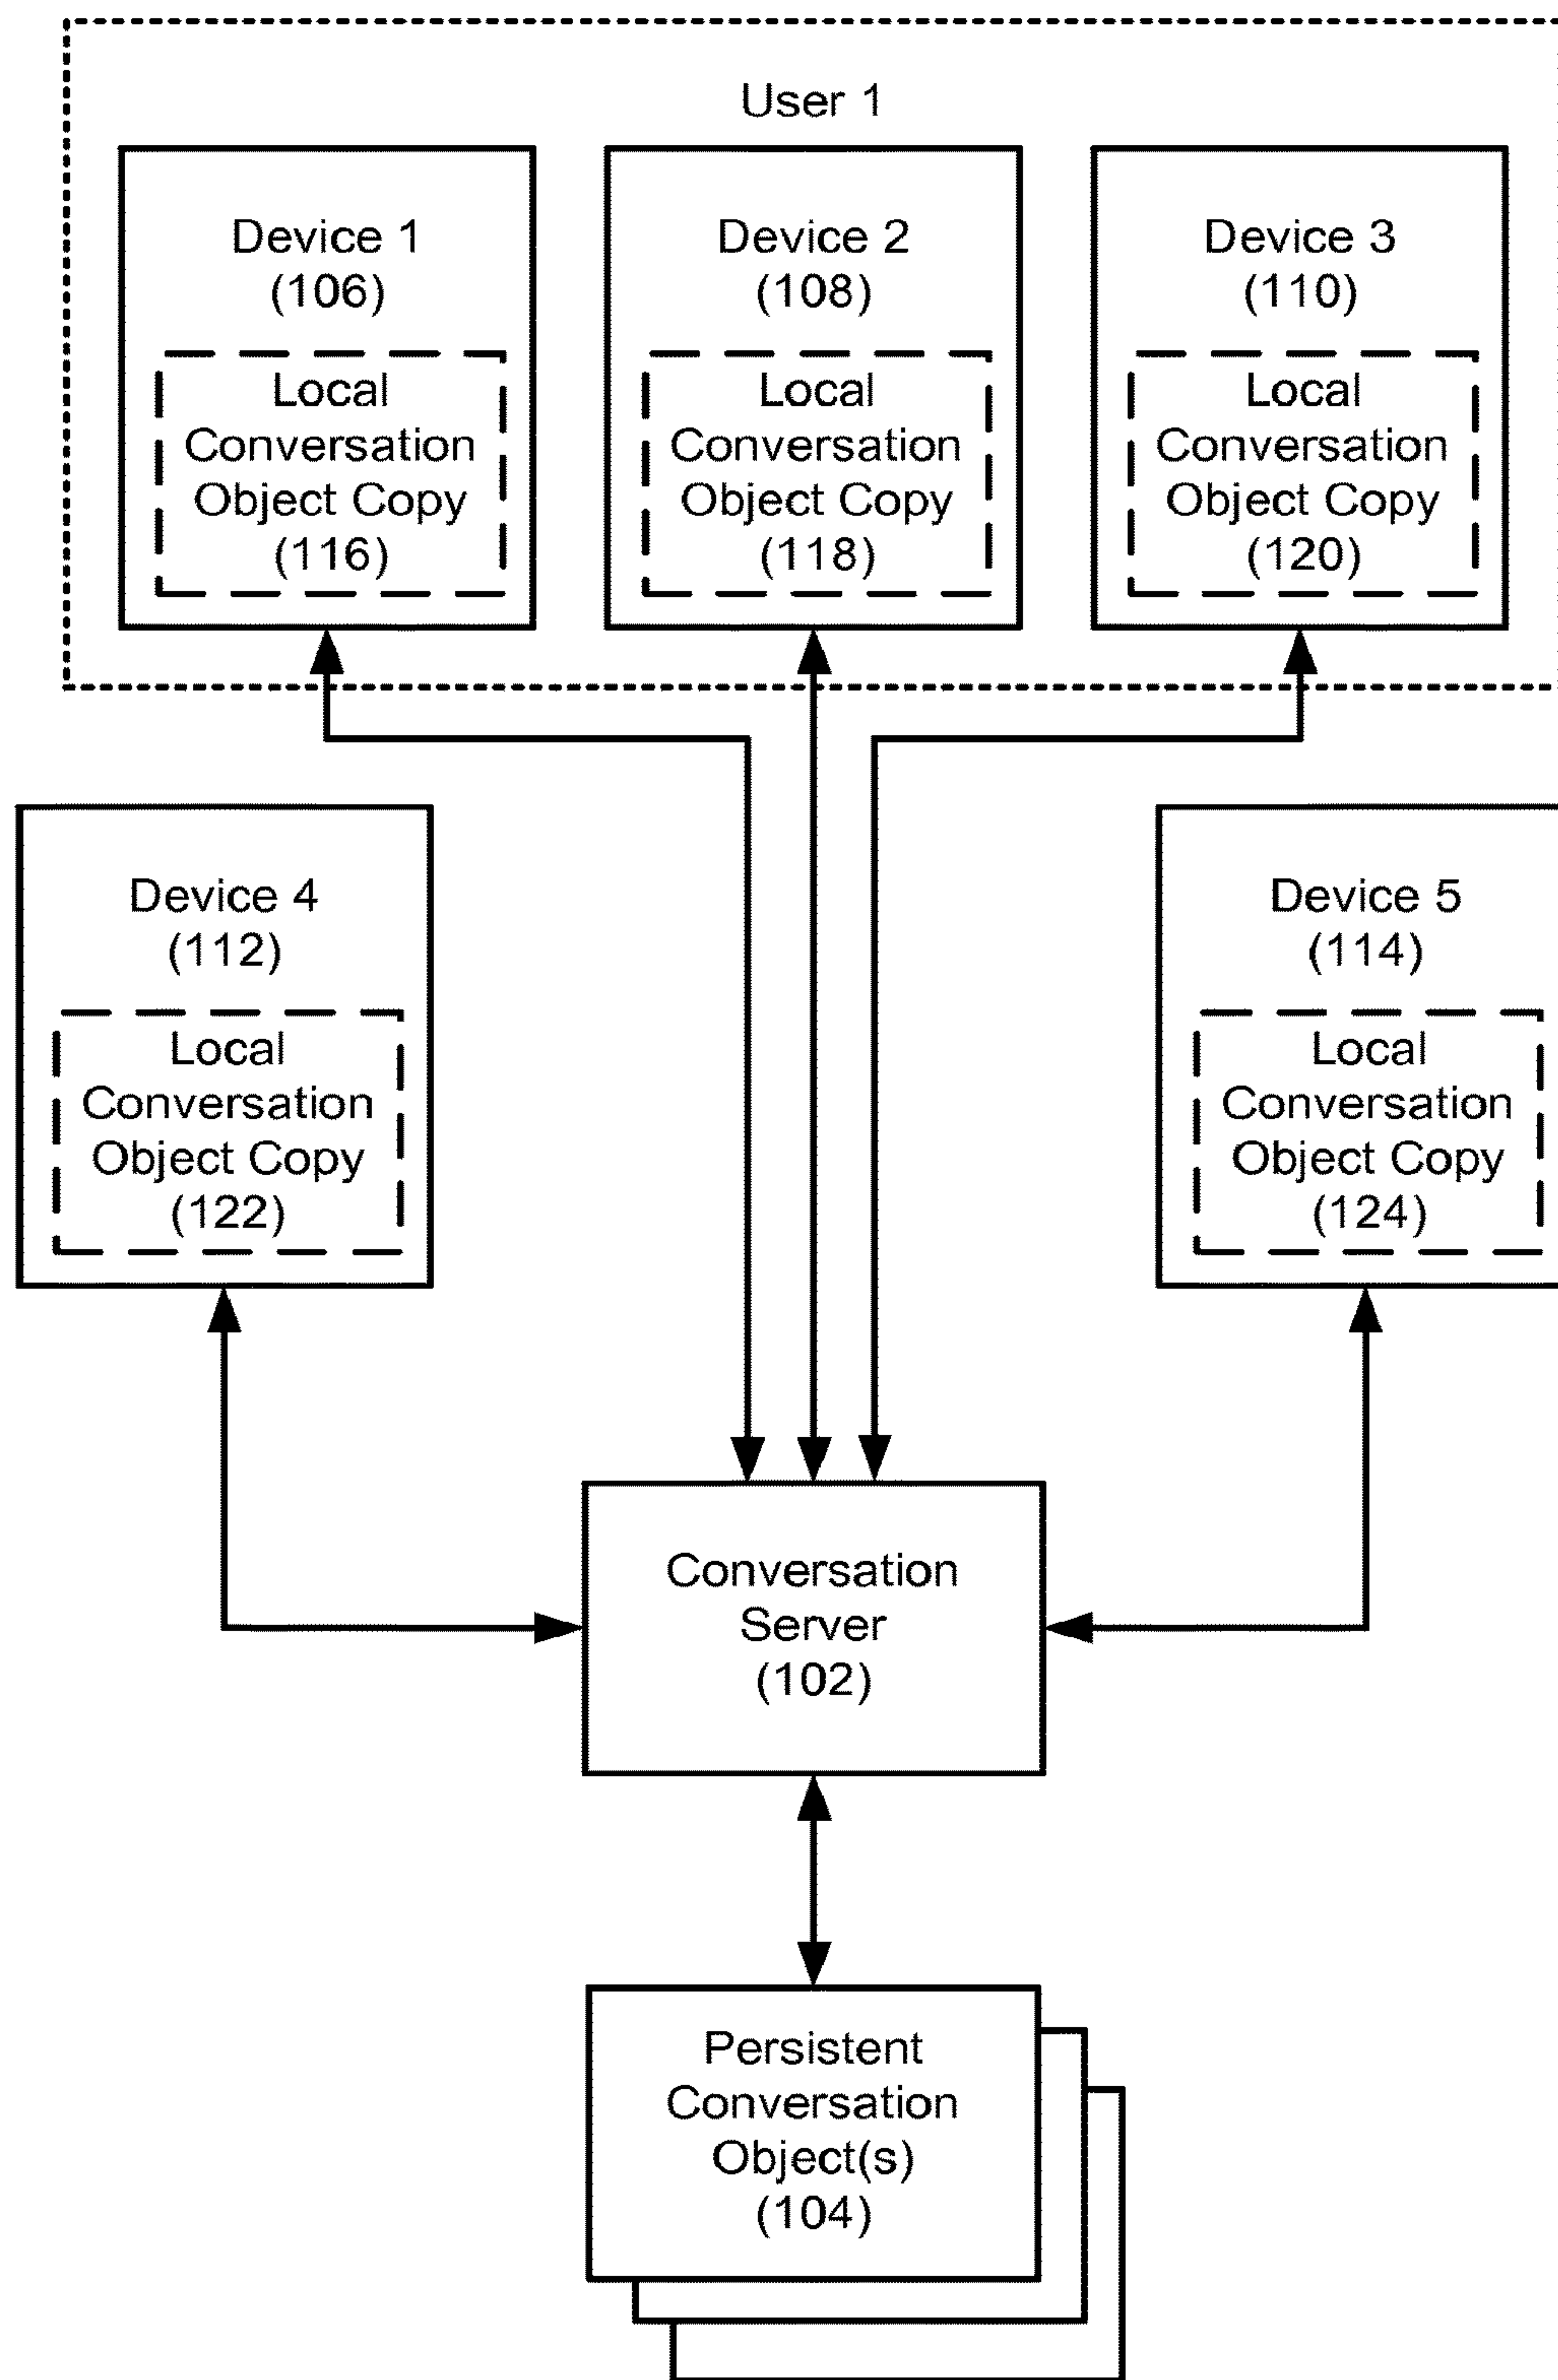 User 1
Device 1
(106)
Local
Conversation
Object Copy
(116)
Device 2
(108)
Local
Conversation
Object Copy
(118)
Device 3
(110)
Local
Conversation
Object Copy
(120)
Device 4
(112)
Local
Conversation
Object Copy
(122)
Device 5
(114)
Local
Conversation
Object Copy
(124)
Conversation
Server
(102)
Persistent
Conversation
Object(s)
(104)